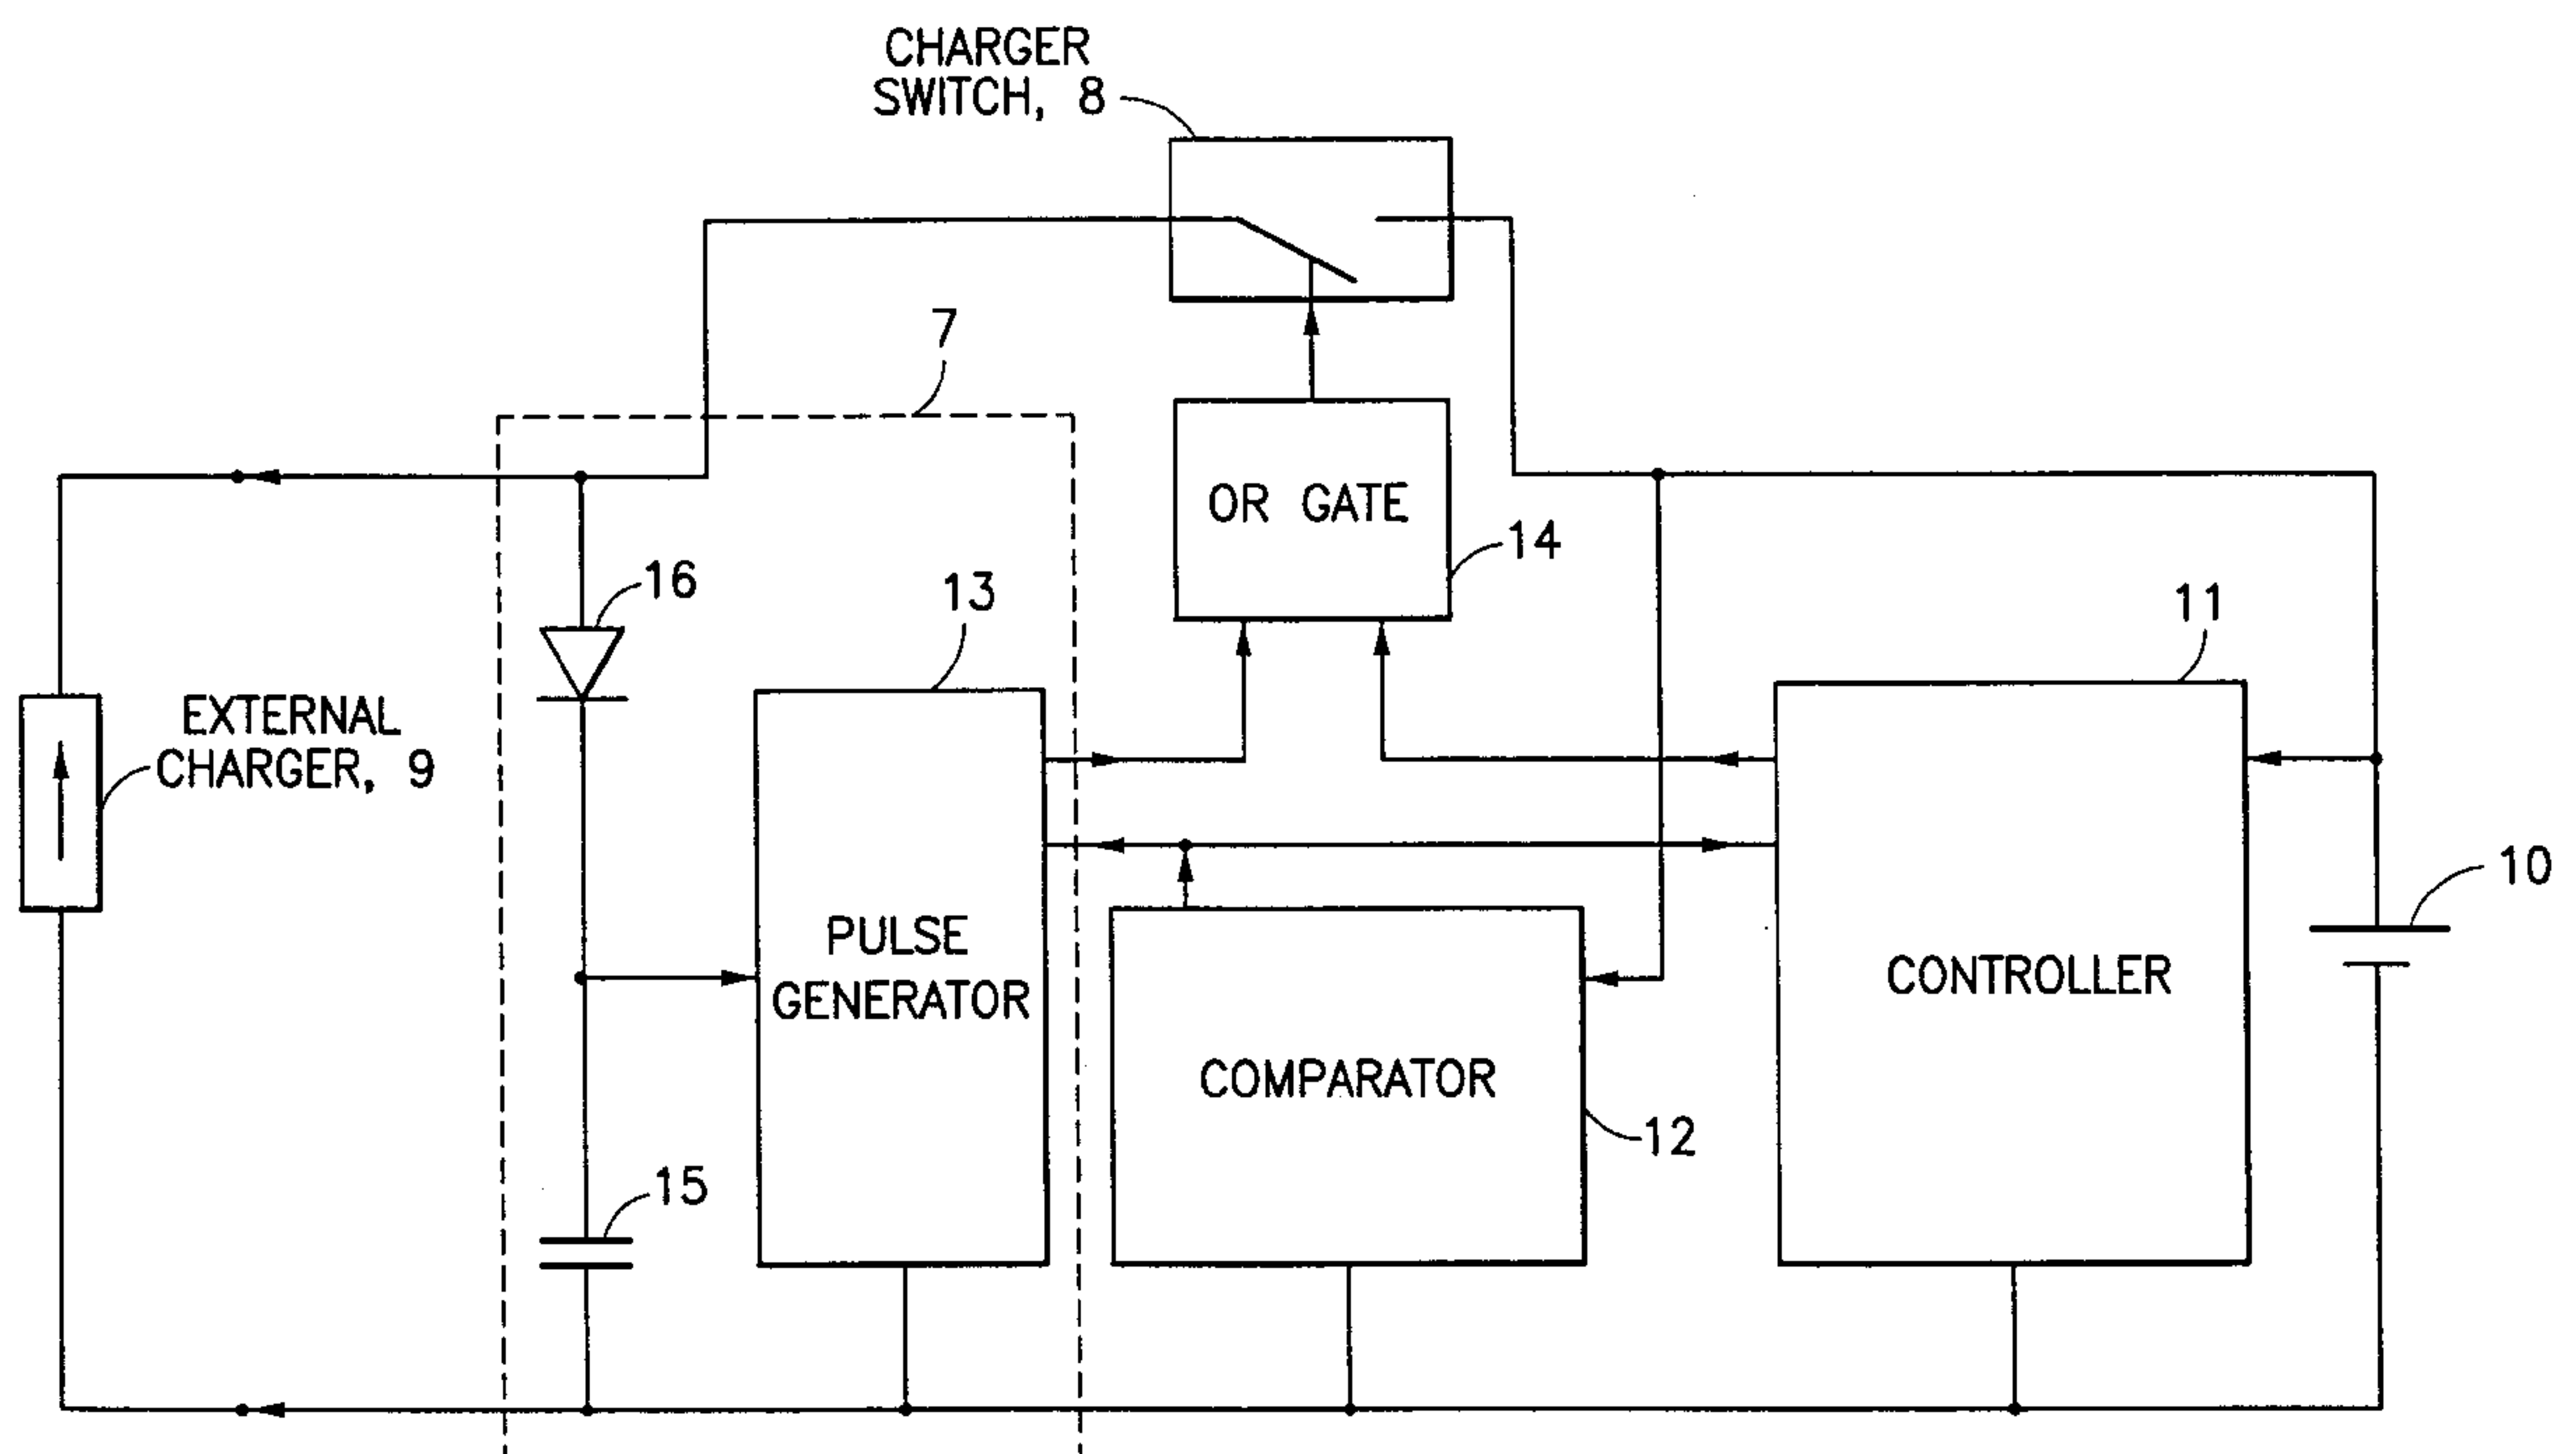 CHARGER
SWITCH, 8
7
OR GATE
14
16
13
11
EXTERNAL
CHARGER, 9
10
PULSE
GENERATOR
CONTROLLER
COMPARATOR
12
15